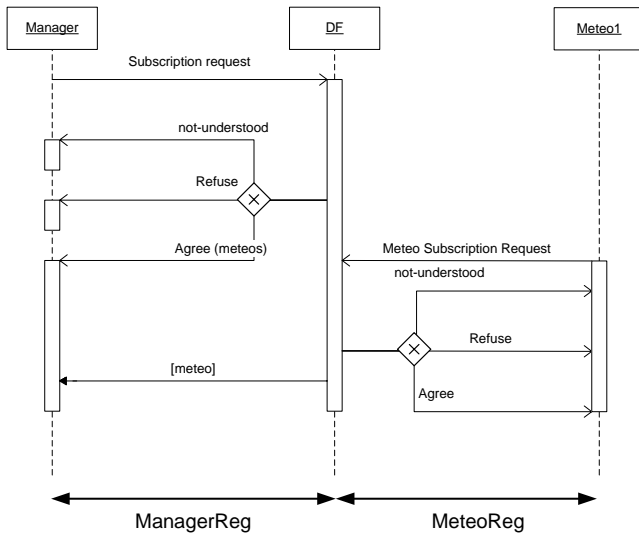 Manager
DF
Meteo1
Subscription request
not-understood
Refuse
Agree (meteos)
Meteo Subscription Request
not-understood
Refuse
[meteo]
Agree
ManagerReg
MeteoReg